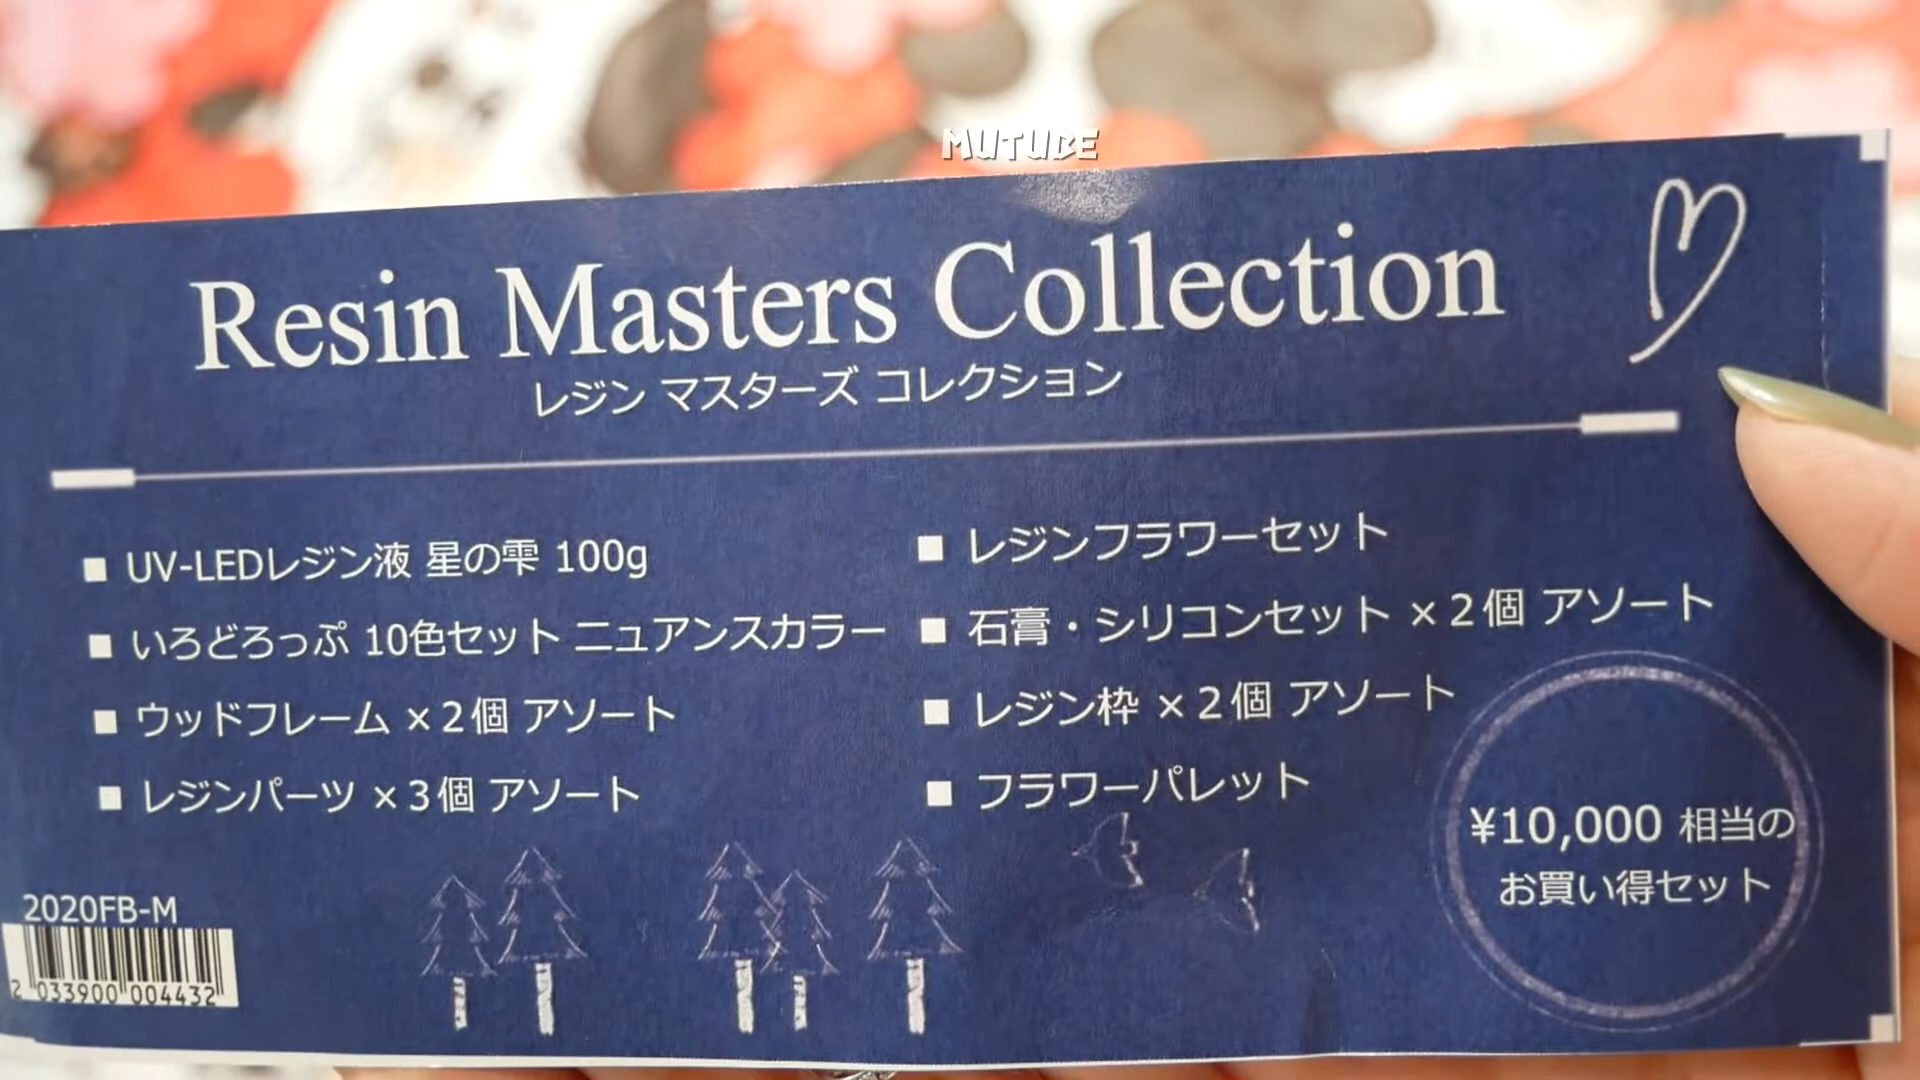 MUTUBE
Resin Masters Collection
レジン マスターズ コレクション
■ UV-LEDレジン液 星の雫 100g
■ いろどろっぷ 10色セット ニュアンスカラー
■ ウッドフレーム ×2個 アソート
■ レジンパーツ ×3個 アソート
■ レジンフラワーセット
■ 石膏・シリコンセット ×2個 アソート
■ レジン枠 ×2個 アソート
■ フラワーパレット
¥10,000 相当の
お買い得セット
2020FB-M
2 033900 004432